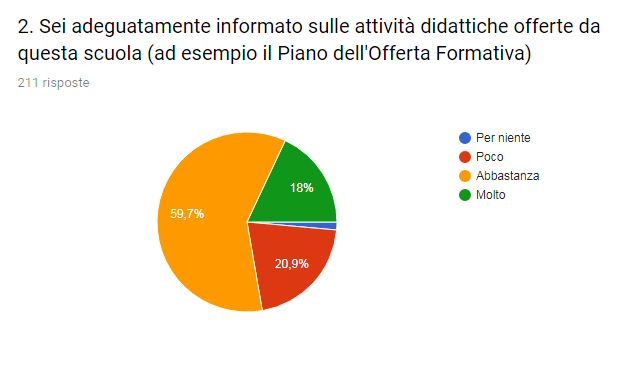 2. Sei adeguatamente informato sulle attività didattiche offerte da
questa scuola (ad esempio il Piano dell'Offerta Formativa)
211 risposte
Per niente
Poco
Abbastanza
Molto
18%
59,7%
20,9%